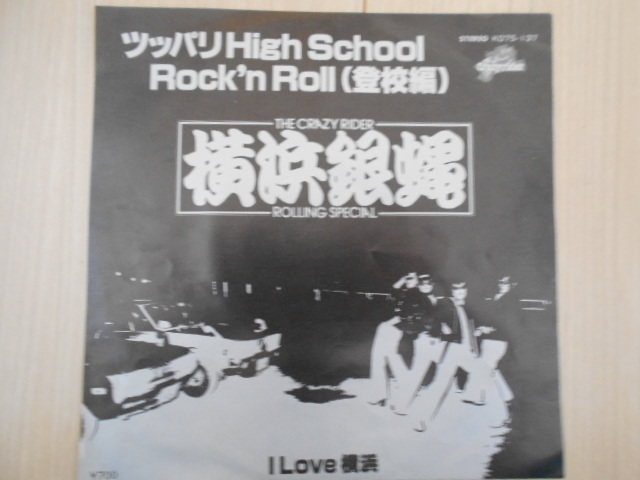 ツッパリHigh School
Rock'n Roll(登校編)
STEREO
THE CRAZY RIDER
横浜銀蝿
ROLLING SPECIAL
I Love 横浜